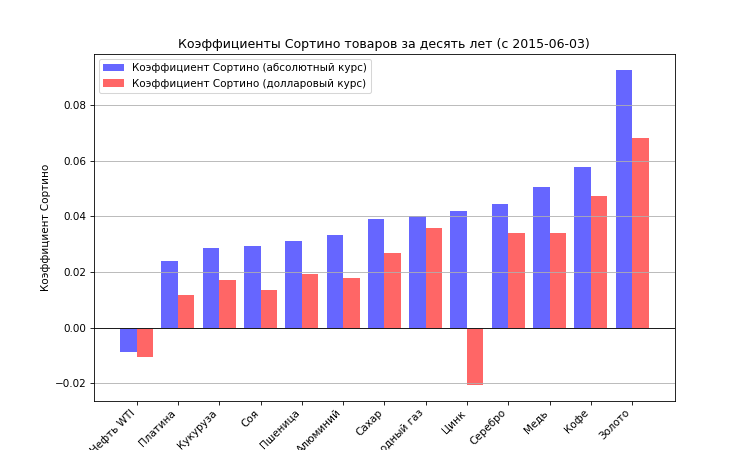 Коэффициенты Сортино товаров за десять лет (с 2015-06-03)
Коэффициент Сортино (абсолютный курс)
Коэффициент Сортино (долларовый курс)
Коэффициент Сортино
0.08
0.06
0.04
0.02
0.00
−0.02
Нефть WTI
Платина
Кукуруза
Соя
Пшеница
Алюминий
Сахар
одный газ
Цинк
Серебро
Медь
Кофе
Золото